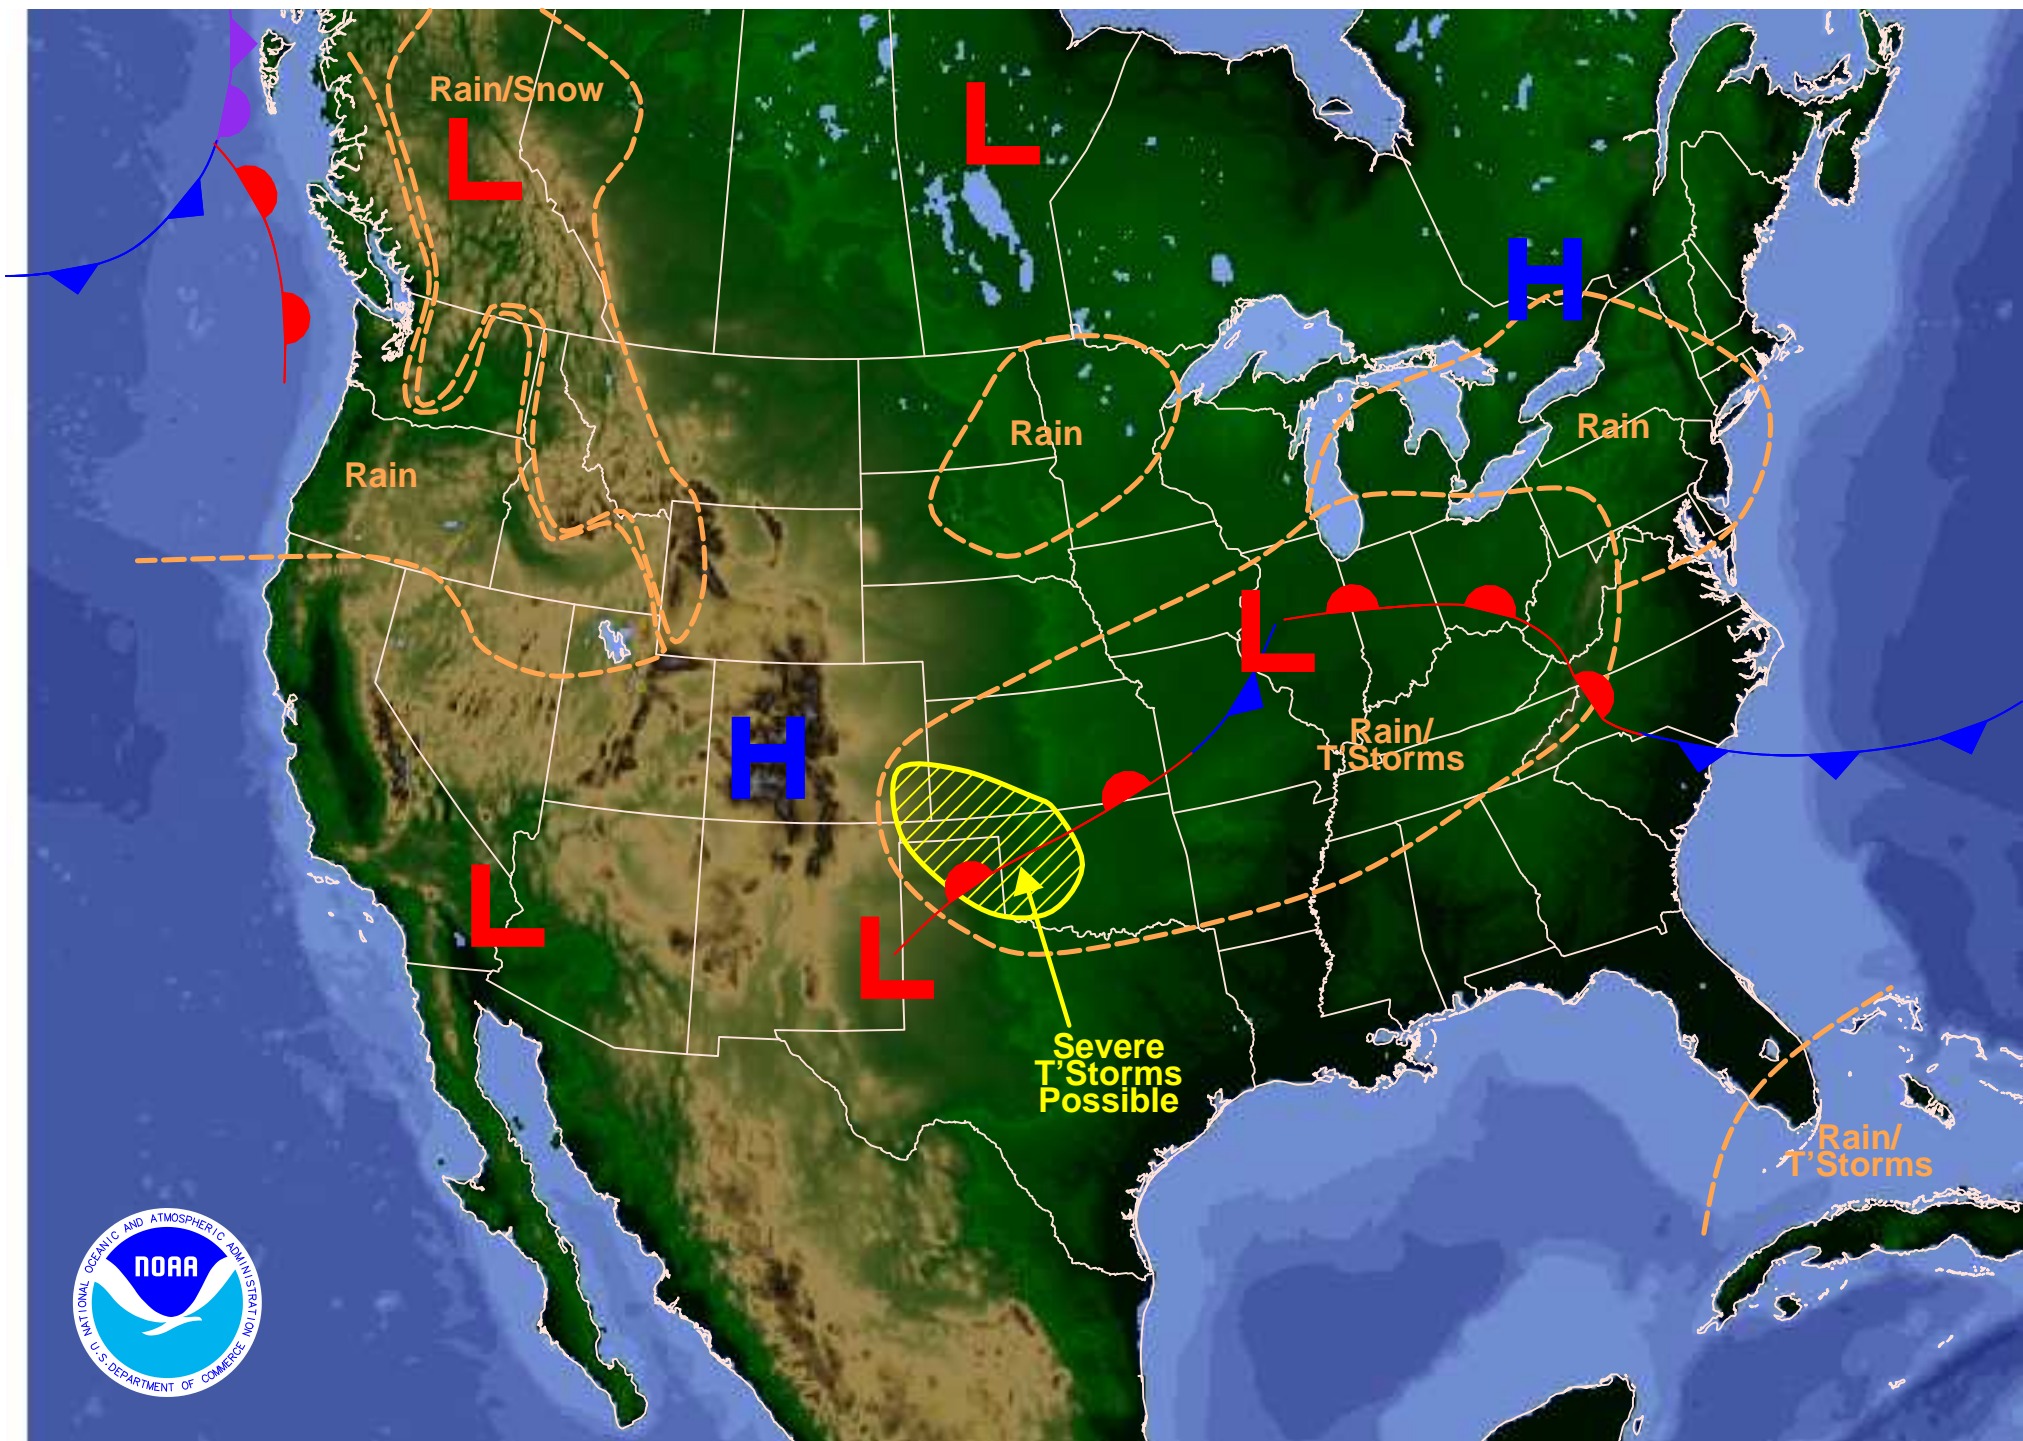 Rain/Snow
L
L
H
Rain
Rain
Rain
L
H
Rain/
T'Storms
L
L
Severe
T'Storms
Possible
Rain/
T'Storms
NATIONAL OCEANIC AND ATMOSPHERIC ADMINISTRATION
NOAA
U.S. DEPARTMENT OF COMMERCE